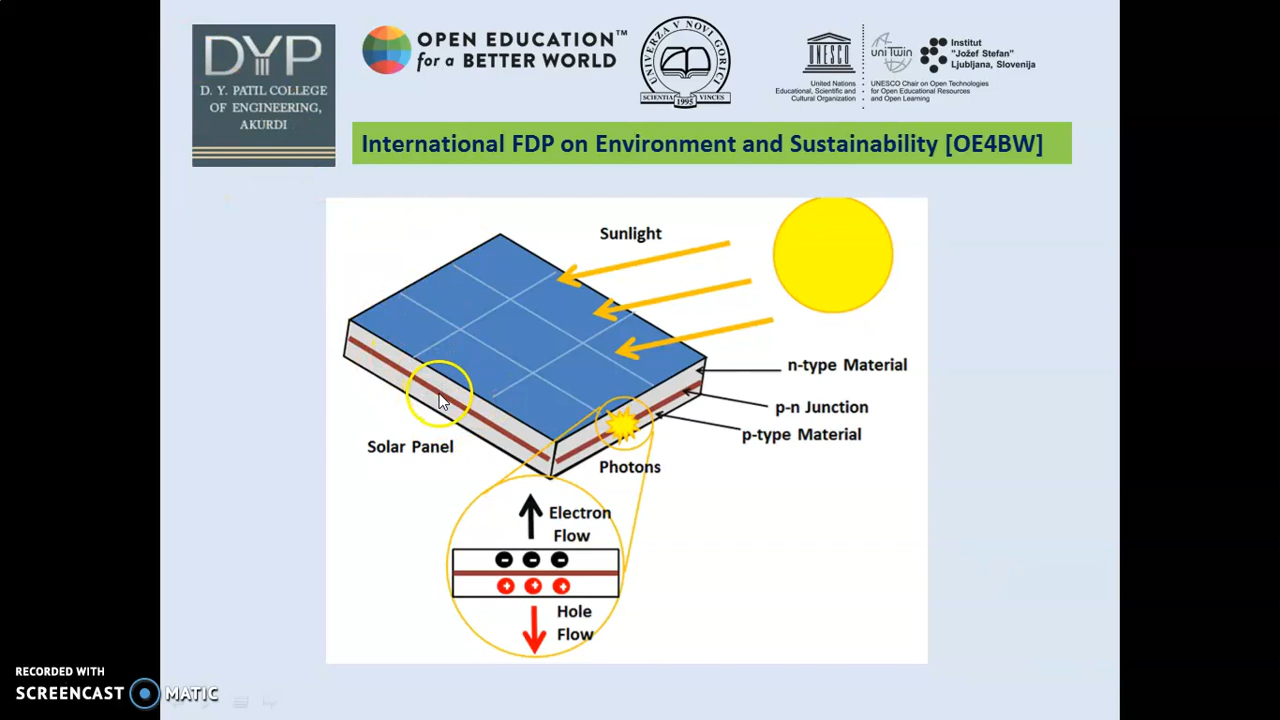 DYP
D. Y. PATIL COLLEGE
OF ENGINEERING,
AKURDI
OPEN EDUCATION™
for a BETTER WORLD
UNIVERZA V NOVI GORICI
SCIENTIA VINCES
1995
UNESCO
United Nations
Educational, Scientific and
Cultural Organization
uniTwin
Institut
"Jožef Stefan"
Ljubljana, Slovenija
UNESCO Chair on Open Technologies
for Open Educational Resources
and Open Learning
International FDP on Environment and Sustainability [OE4BW]
Sunlight
n-type Material
p-n Junction
p-type Material
Solar Panel
Photons
Electron
Flow
- - -
+ + +
Hole
Flow
RECORDED WITH
SCREENCAST MATIC